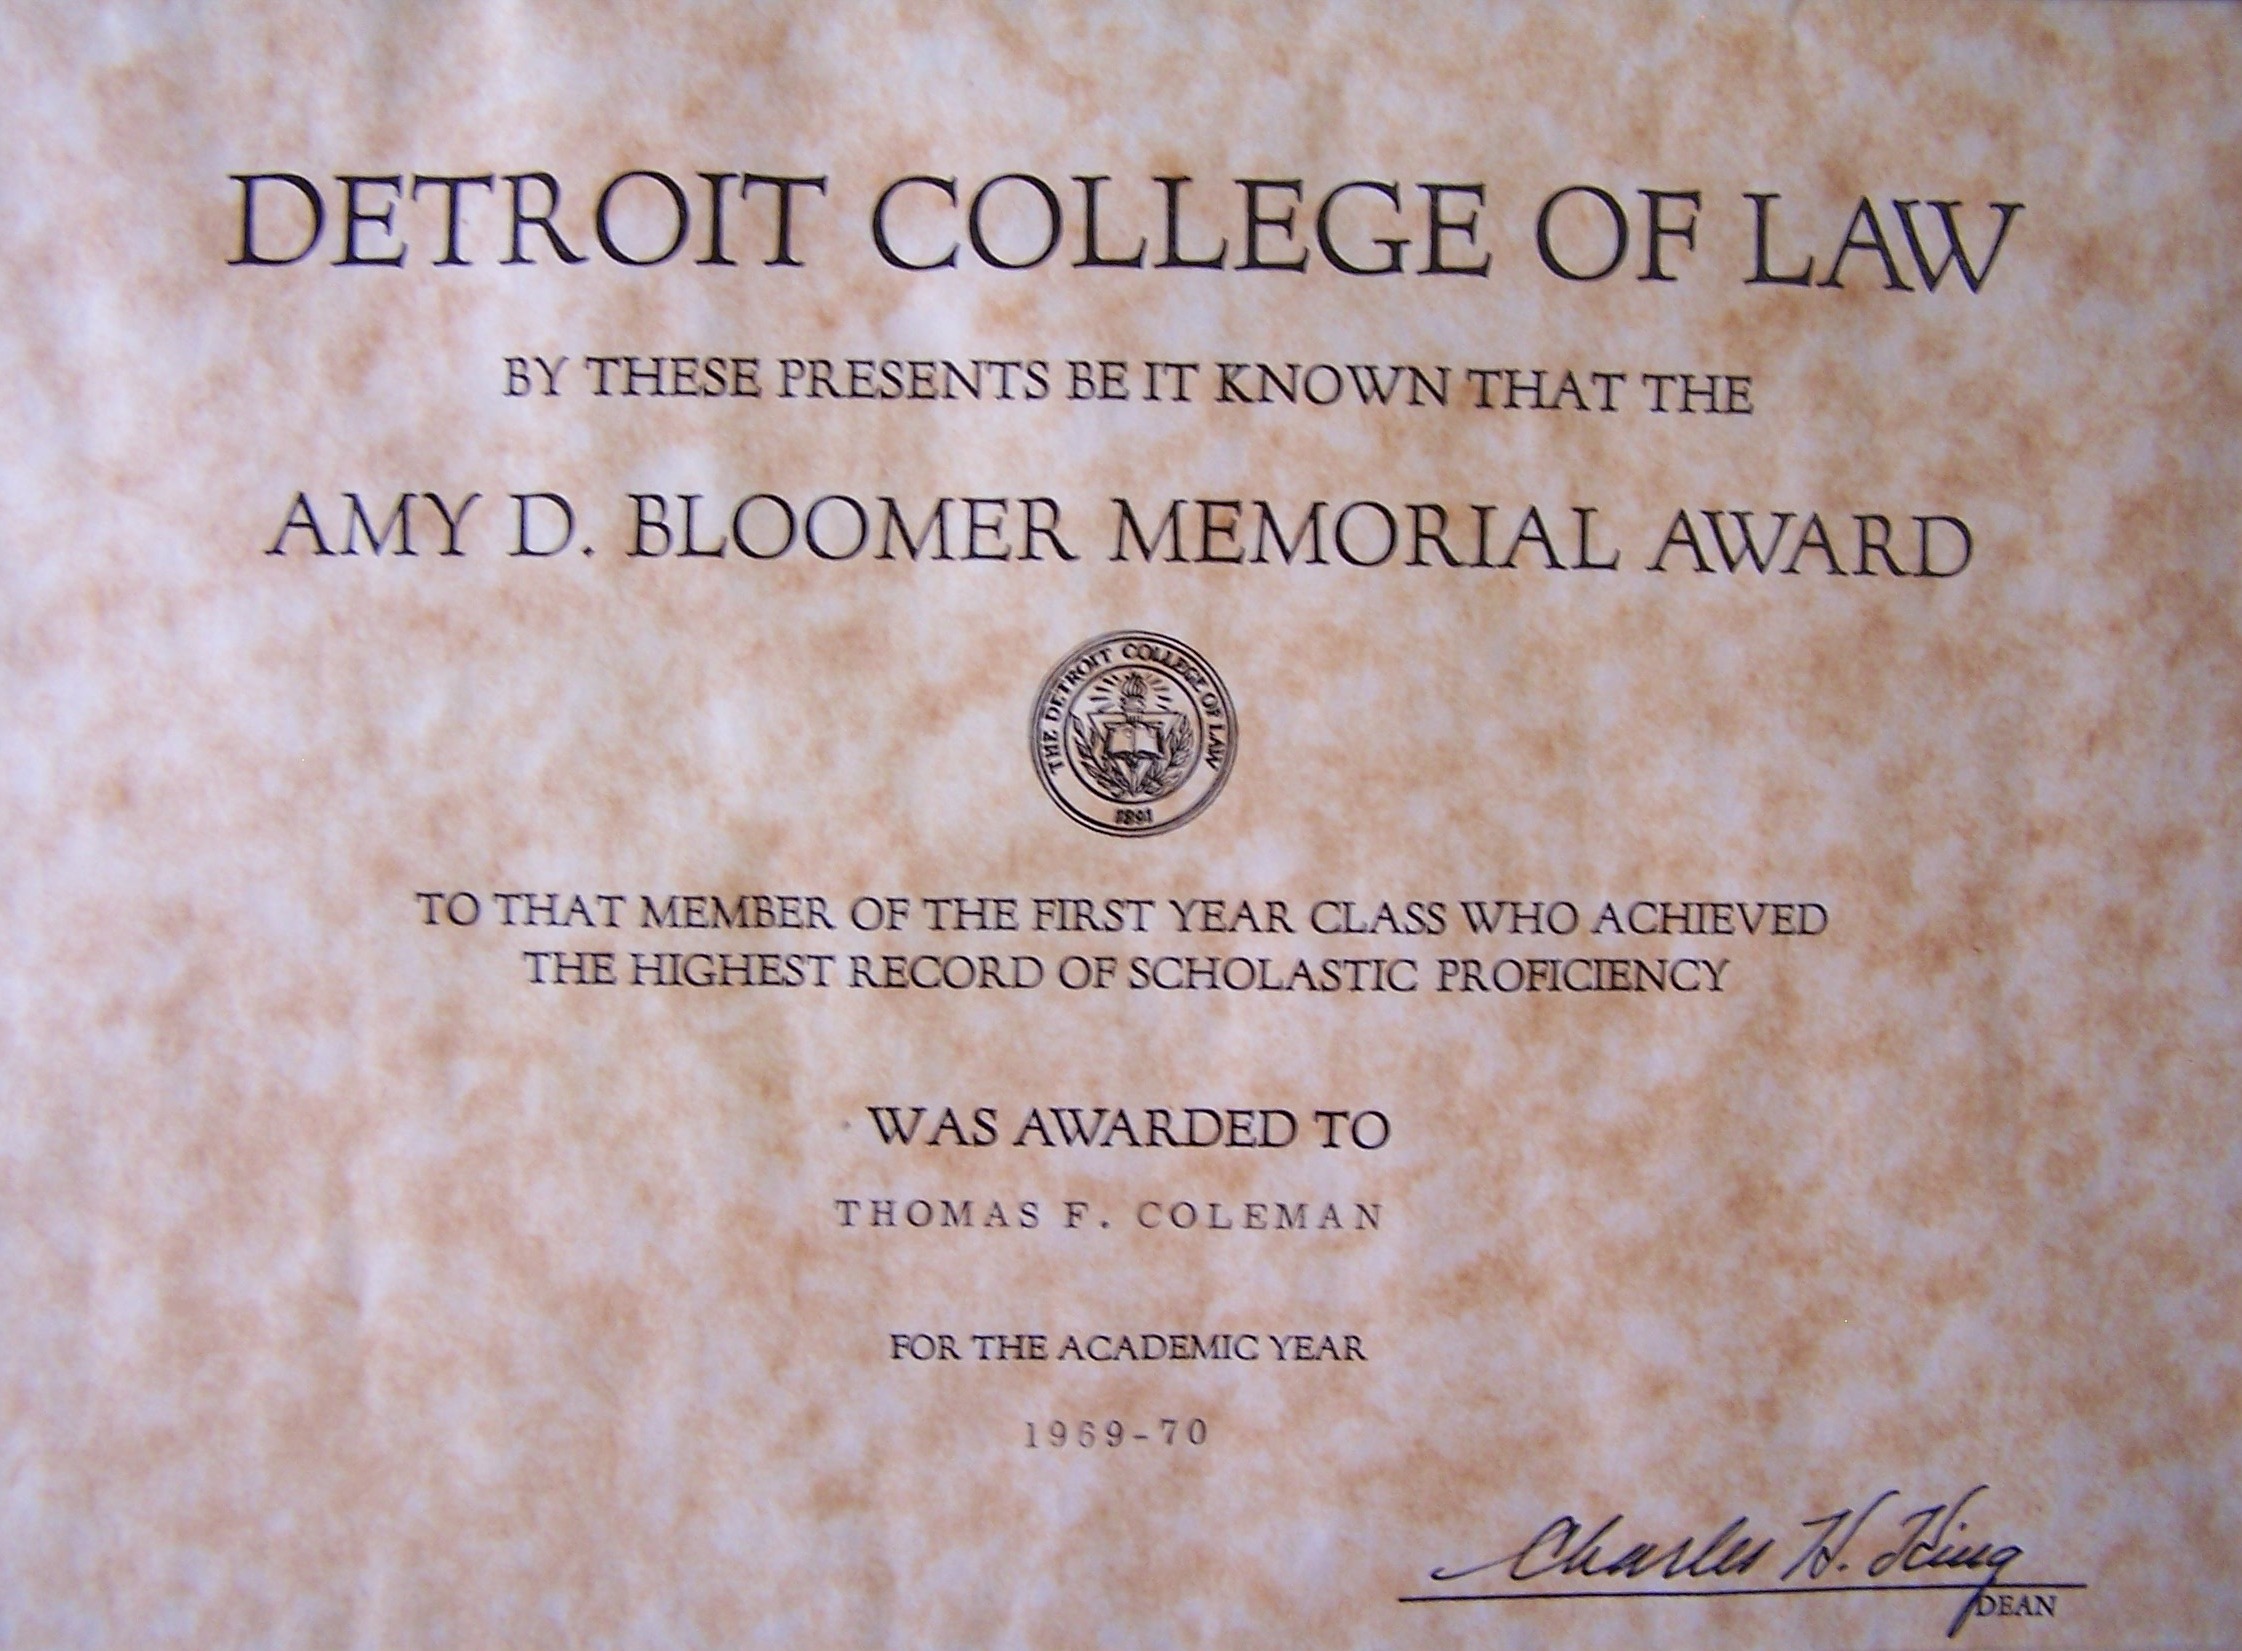 DETROIT COLLEGE OF LAW
BY THESE PRESENTS BE IT KNOWN THAT THE
AMY D. BLOOMER MEMORIAL AWARD
THE DETROIT COLLEGE OF LAW
1891
TO THAT MEMBER OF THE FIRST YEAR CLASS WHO ACHIEVED
THE HIGHEST RECORD OF SCHOLASTIC PROFICIENCY
WAS AWARDED TO
THOMAS F. COLEMAN
FOR THE ACADEMIC YEAR
1969-70
Charles H. King
DEAN